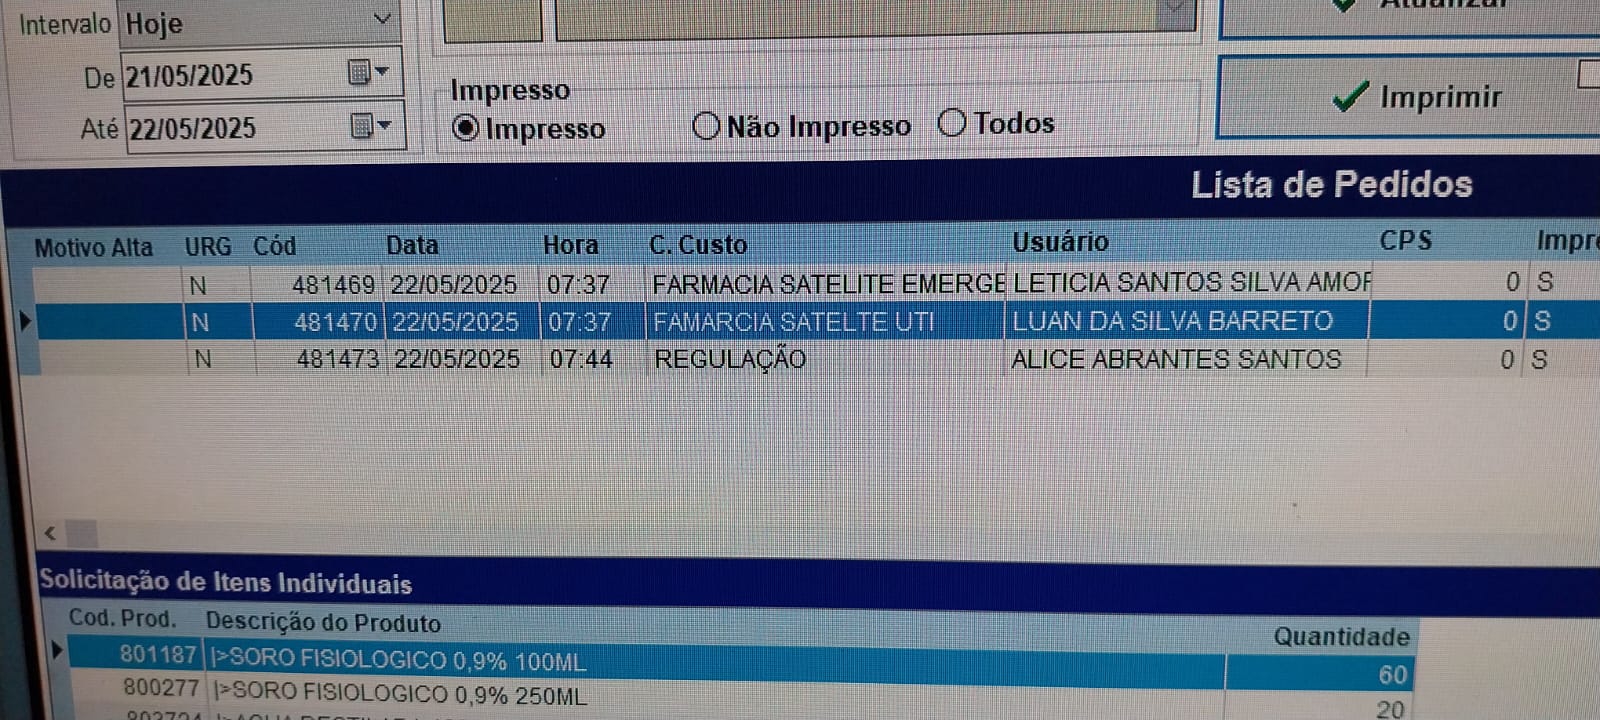 Atualizar
Intervalo Hoje
De 21/05/2025
Até 22/05/2025
Impresso
Impresso Não Impresso Todos
Imprimir
Lista de Pedidos
Motivo Alta URG Cód Data Hora C. Custo Usuário CPS Impre
N 481469 22/05/2025 07:37 FARMACIA SATELITE EMERGE LETICIA SANTOS SILVA AMOR 0 S
N 481470 22/05/2025 07:37 FAMARCIA SATELTE UTI LUAN DA SILVA BARRETO 0 S
N 481473 22/05/2025 07:44 REGULAÇÃO ALICE ABRANTES SANTOS 0 S
Solicitação de Itens Individuais
Cod. Prod. Descrição do Produto Quantidade
801187 |>SORO FISIOLOGICO 0,9% 100ML 60
800277 |>SORO FISIOLOGICO 0,9% 250ML 20